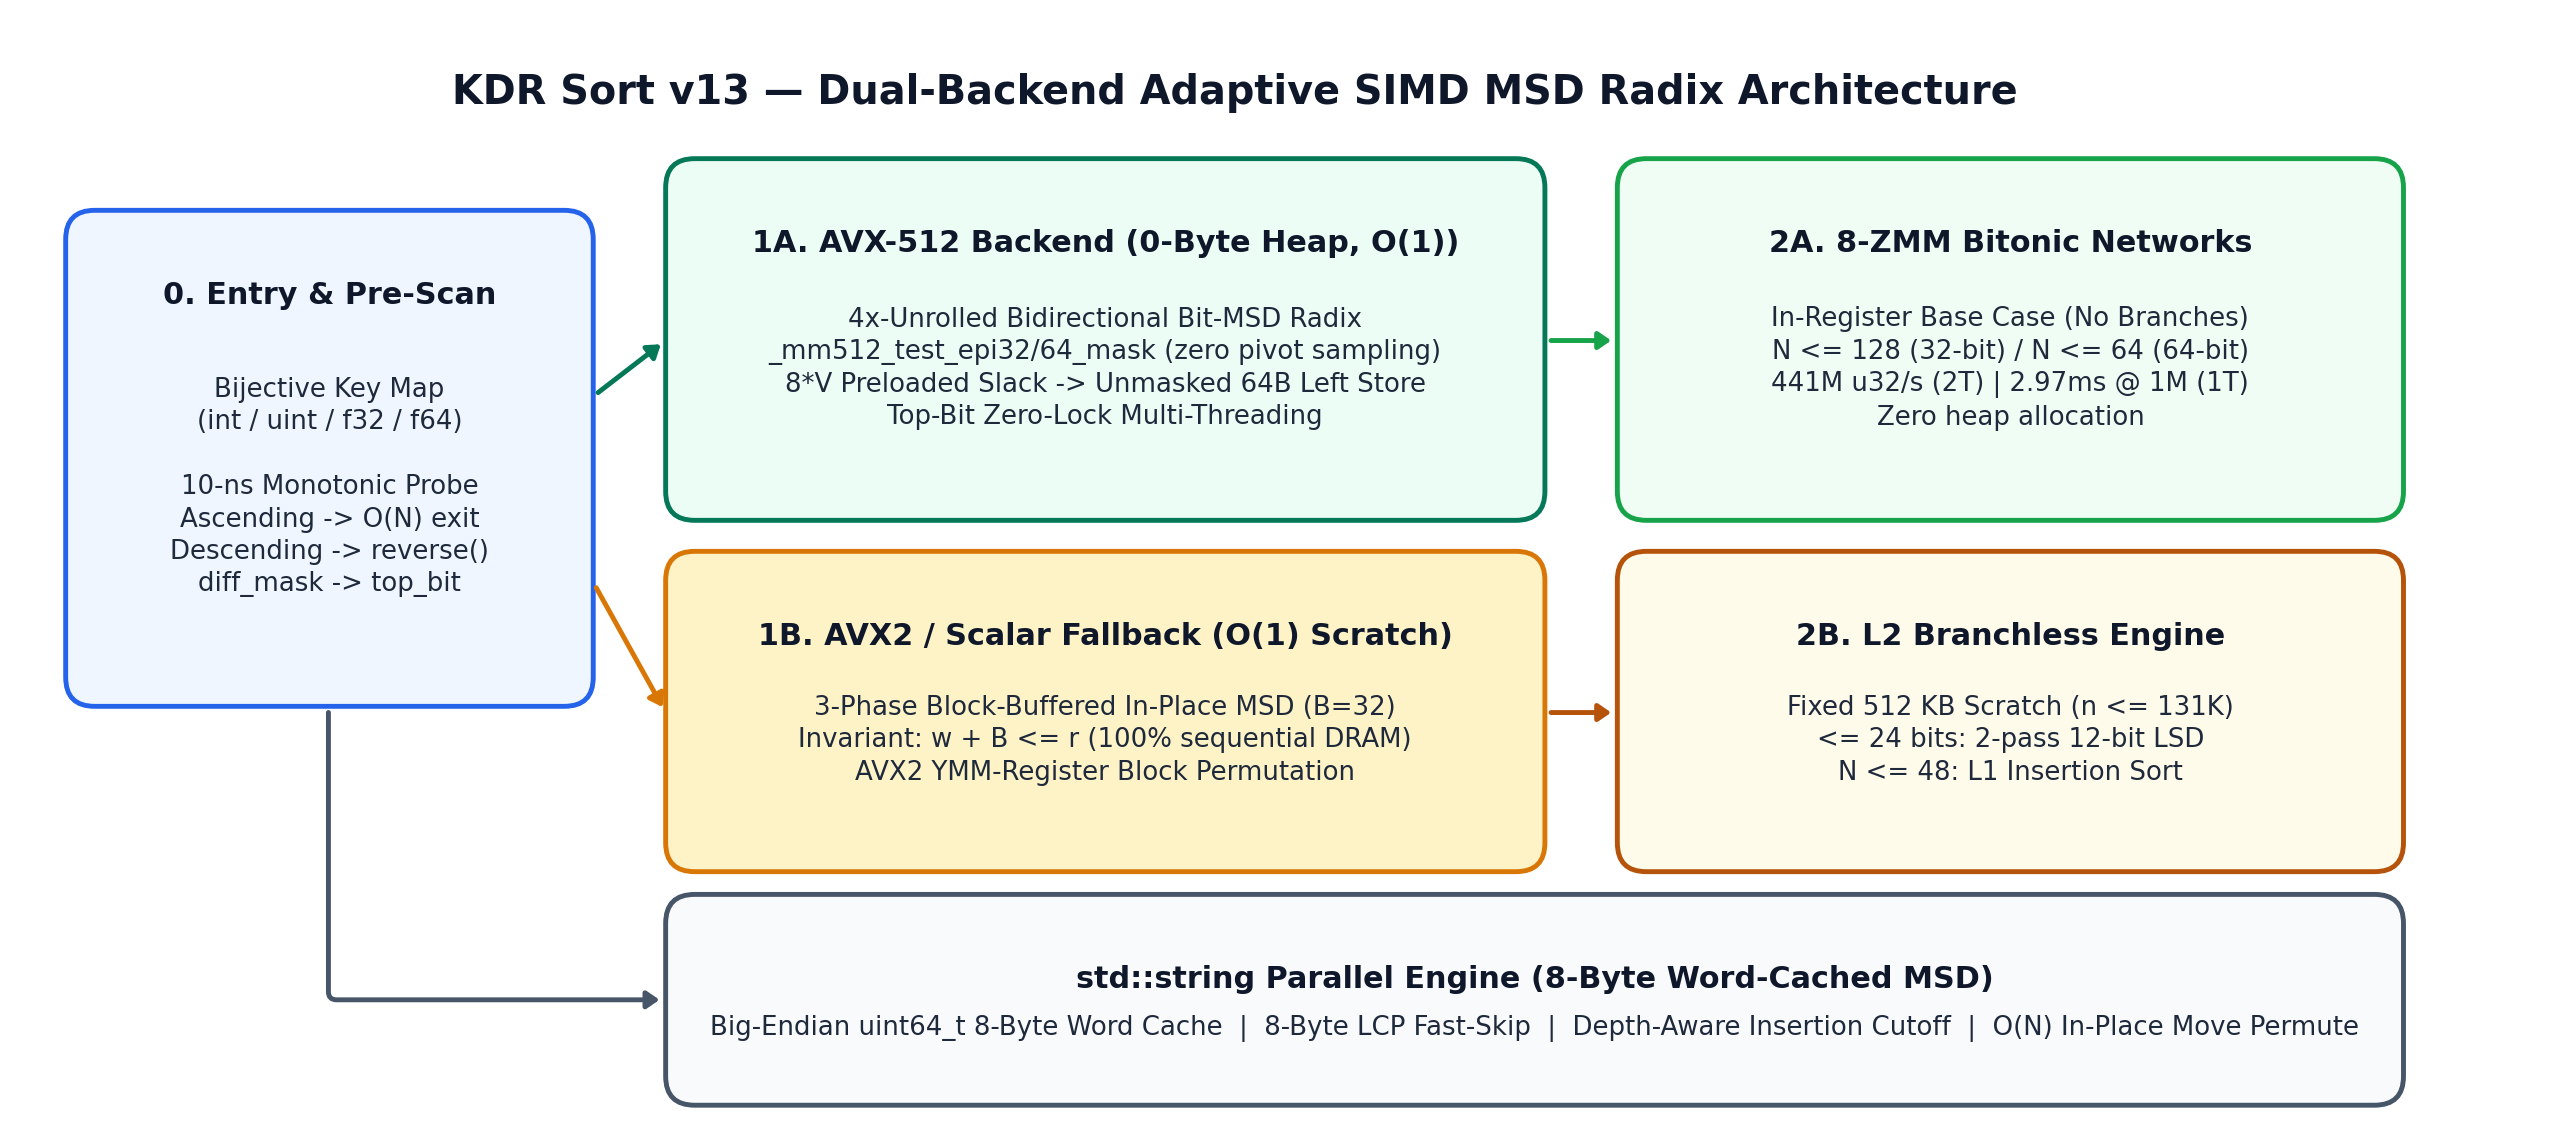 KDR Sort v13 — Dual-Backend Adaptive SIMD MSD Radix Architecture
0. Entry & Pre-Scan
Bijective Key Map
(int / uint / f32 / f64)
10-ns Monotonic Probe
Ascending -> O(N) exit
Descending -> reverse()
diff_mask -> top_bit
1A. AVX-512 Backend (0-Byte Heap, O(1))
4x-Unrolled Bidirectional Bit-MSD Radix
_mm512_test_epi32/64_mask (zero pivot sampling)
8*V Preloaded Slack -> Unmasked 64B Left Store
Top-Bit Zero-Lock Multi-Threading
2A. 8-ZMM Bitonic Networks
In-Register Base Case (No Branches)
N <= 128 (32-bit) / N <= 64 (64-bit)
441M u32/s (2T) | 2.97ms @ 1M (1T)
Zero heap allocation
1B. AVX2 / Scalar Fallback (O(1) Scratch)
3-Phase Block-Buffered In-Place MSD (B=32)
Invariant: w + B <= r (100% sequential DRAM)
AVX2 YMM-Register Block Permutation
2B. L2 Branchless Engine
Fixed 512 KB Scratch (n <= 131K)
<= 24 bits: 2-pass 12-bit LSD
N <= 48: L1 Insertion Sort
std::string Parallel Engine (8-Byte Word-Cached MSD)
Big-Endian uint64_t 8-Byte Word Cache | 8-Byte LCP Fast-Skip | Depth-Aware Insertion Cutoff | O(N) In-Place Move Permute